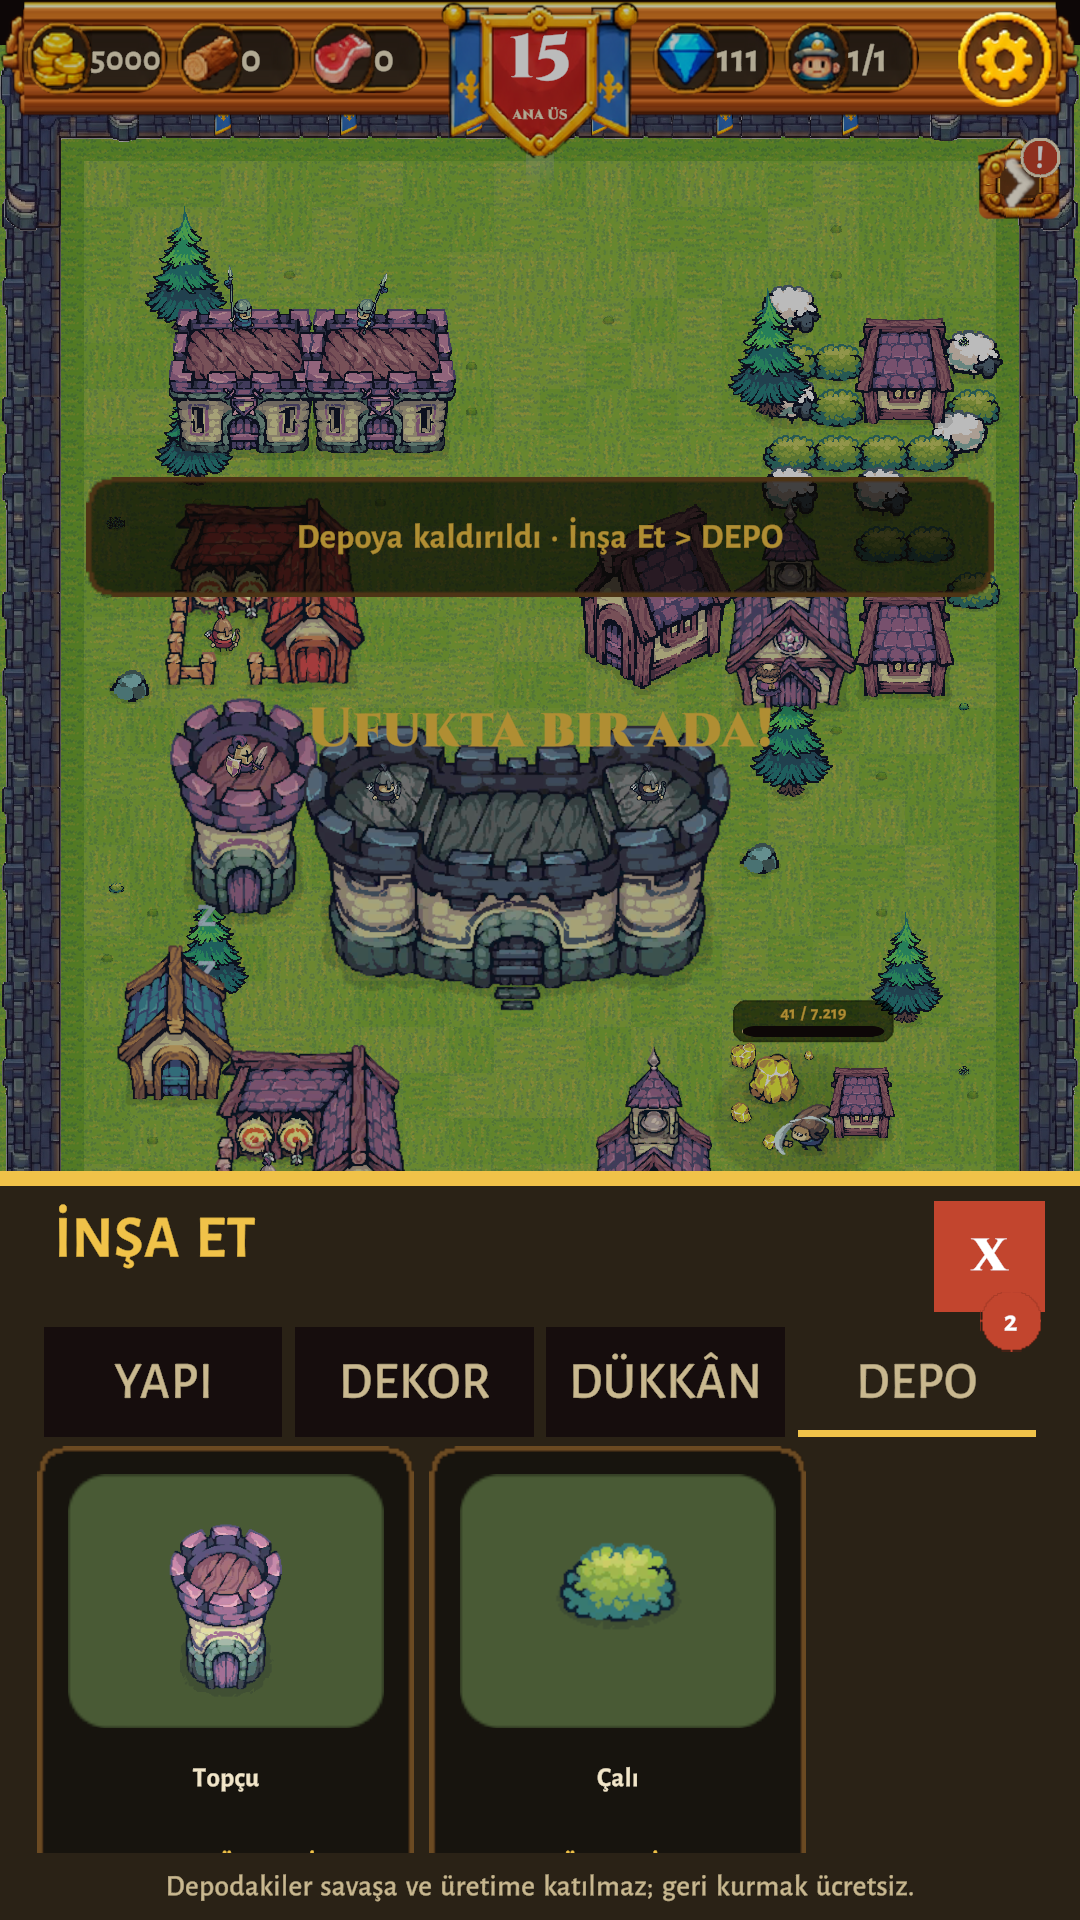 5000
0
0
15
ANA ÜS
111
1/1
!
Depoya kaldırıldı · İnşa Et > DEPO
UFUKTA BIR ADA!
Z
Z
41 / 7.219
İNŞA ET
X
2
YAPI
DEKOR
DÜKKÂN
DEPO
Topçu
Çalı
Depodakiler savaşa ve üretime katılmaz; geri kurmak ücretsiz.